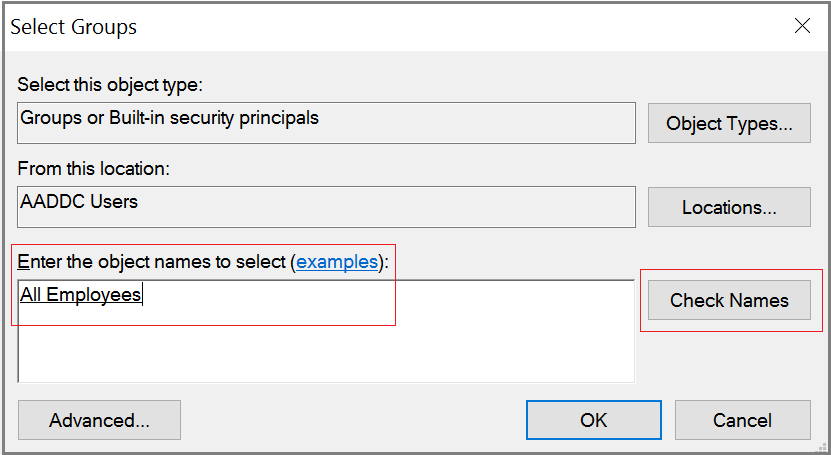 Select Groups
Select this object type:
Groups or Built-in security principals
Object Types...
From this location:
AADDC Users
Locations...
Enter the object names to select (examples):
All Employees
Check Names
Advanced...
OK
Cancel